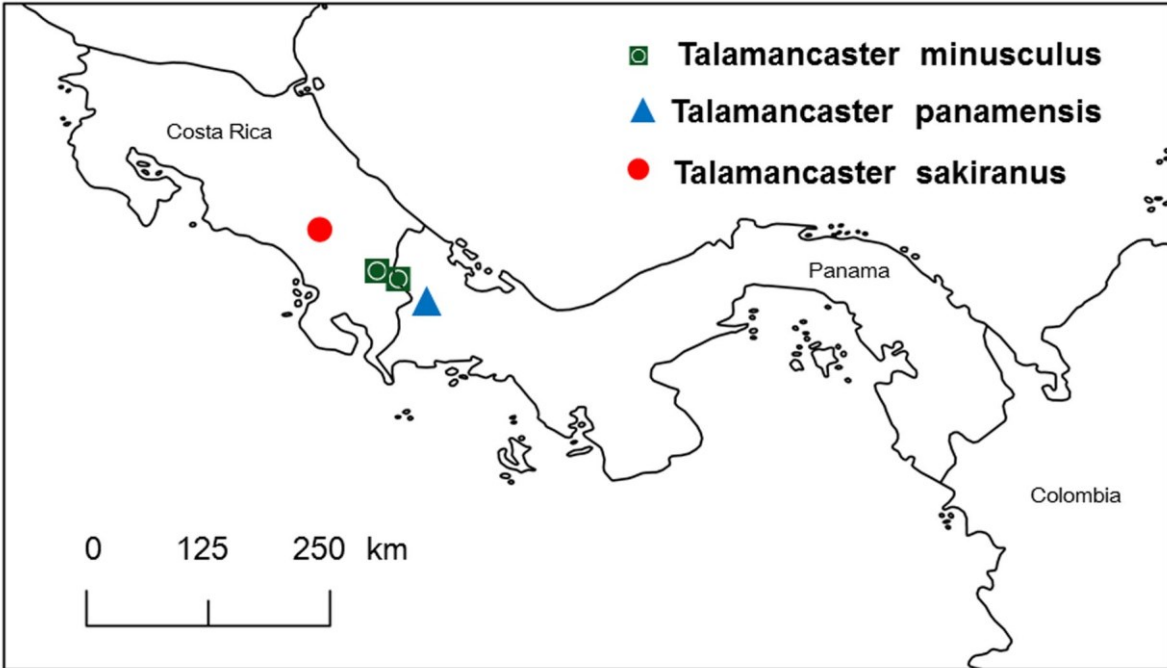 Talamancaster minusculus
Talamancaster panamensis
Costa Rica
Talamancaster sakiranus
Panama
Colombia
0 125 250 km